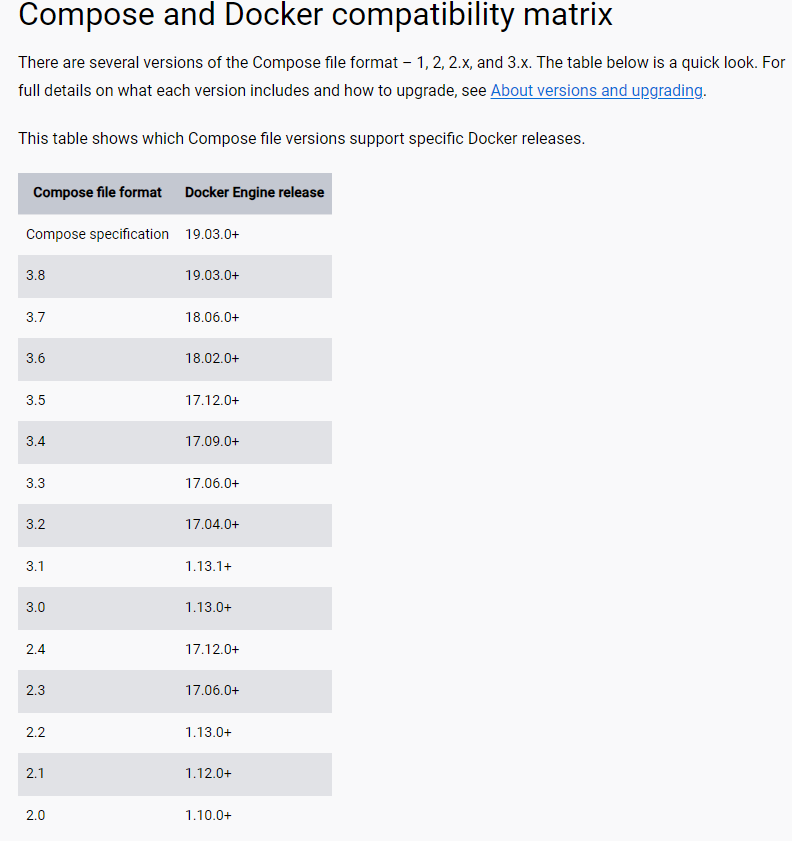 Compose and Docker compatibility matrix
There are several versions of the Compose file format – 1, 2, 2.x, and 3.x. The table below is a quick look. For
full details on what each version includes and how to upgrade, see About versions and upgrading.
This table shows which Compose file versions support specific Docker releases.
Compose file format Docker Engine release
Compose specification 19.03.0+
3.8 19.03.0+
3.7 18.06.0+
3.6 18.02.0+
3.5 17.12.0+
3.4 17.09.0+
3.3 17.06.0+
3.2 17.04.0+
3.1 1.13.1+
3.0 1.13.0+
2.4 17.12.0+
2.3 17.06.0+
2.2 1.13.0+
2.1 1.12.0+
2.0 1.10.0+